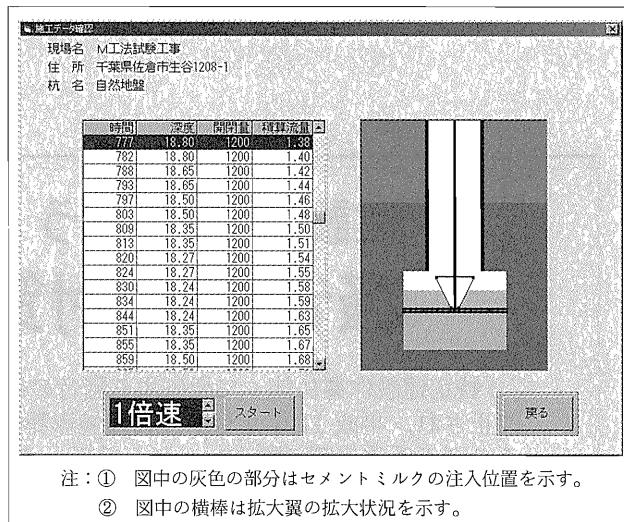 施工データ確認
現場名 M工法試験工事
住 所 千葉県佐倉市生谷1208-1
杭 名 自然地盤
時間 深度 開閉量 積算流量
777 18.80 1200 1.38
782 18.80 1200 1.40
788 18.65 1200 1.42
793 18.65 1200 1.44
797 18.50 1200 1.46
803 18.50 1200 1.48
809 18.35 1200 1.50
813 18.35 1200 1.51
820 18.27 1200 1.54
824 18.27 1200 1.55
830 18.24 1200 1.58
834 18.24 1200 1.59
844 18.24 1200 1.63
851 18.35 1200 1.65
855 18.35 1200 1.67
859 18.50 1200 1.68
1倍速 スタート 戻る
注:① 図中の灰色の部分はセメントミルクの注入位置を示す。
② 図中の横棒は拡大翼の拡大状況を示す。